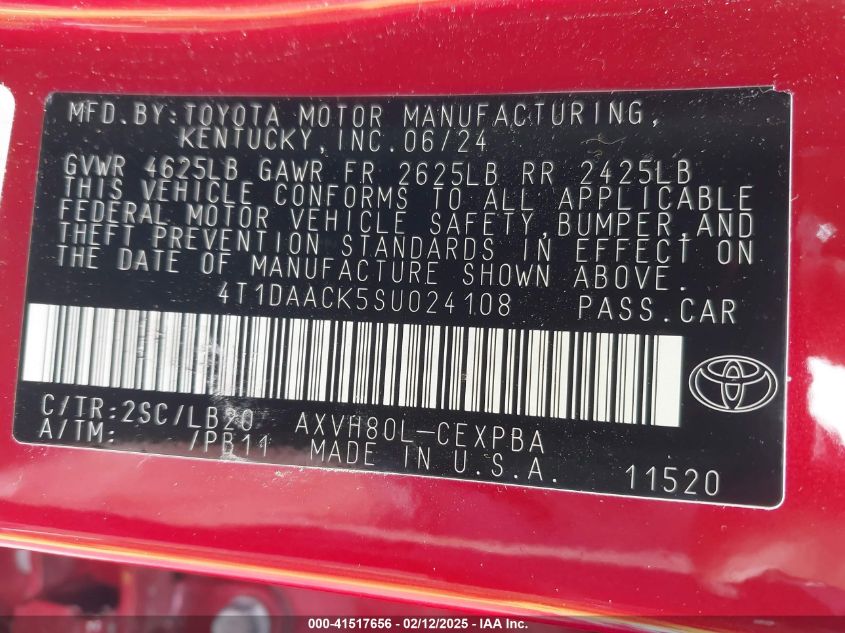 MFD.BY:TOYOTA MOTOR MANUFACTURING,
KENTUCKY,INC.06/24
GVWR 4625LB GAWR FR 2625LB RR 2425LB
THIS VEHICLE CONFORMS TO ALL APPLICABLE
FEDERAL MOTOR VEHICLE SAFETY,BUMPER,AND
THEFT PREVENTION STANDARDS IN EFFECT ON
THE DATE OF MANUFACTURE SHOWN ABOVE.
4T1DAACK5SU024108 PASS.CAR
C/TR:2SC/LB20 AXVH80L-CEXPBA
A/TM: /PB11 MADE IN U.S.A. 11520
000-41517656 - 02/12/2025 - IAA Inc.